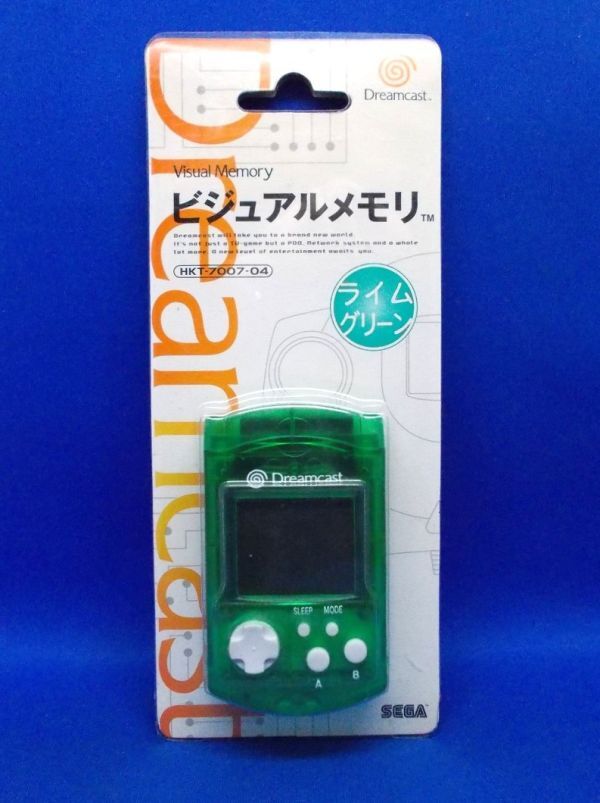 Dreamcast
Dreamcast™
Visual Memory
ビジュアルメモリ™
Dreamcast will take you to a brand new world.
It's not just a TV-game but a PDD, Network system and a whole
lot more. A new level of entertainment awaits you.
HKT-7007-04
ライム
グリーン
Dreamcast
SLEEP MODE
A B
SEGA